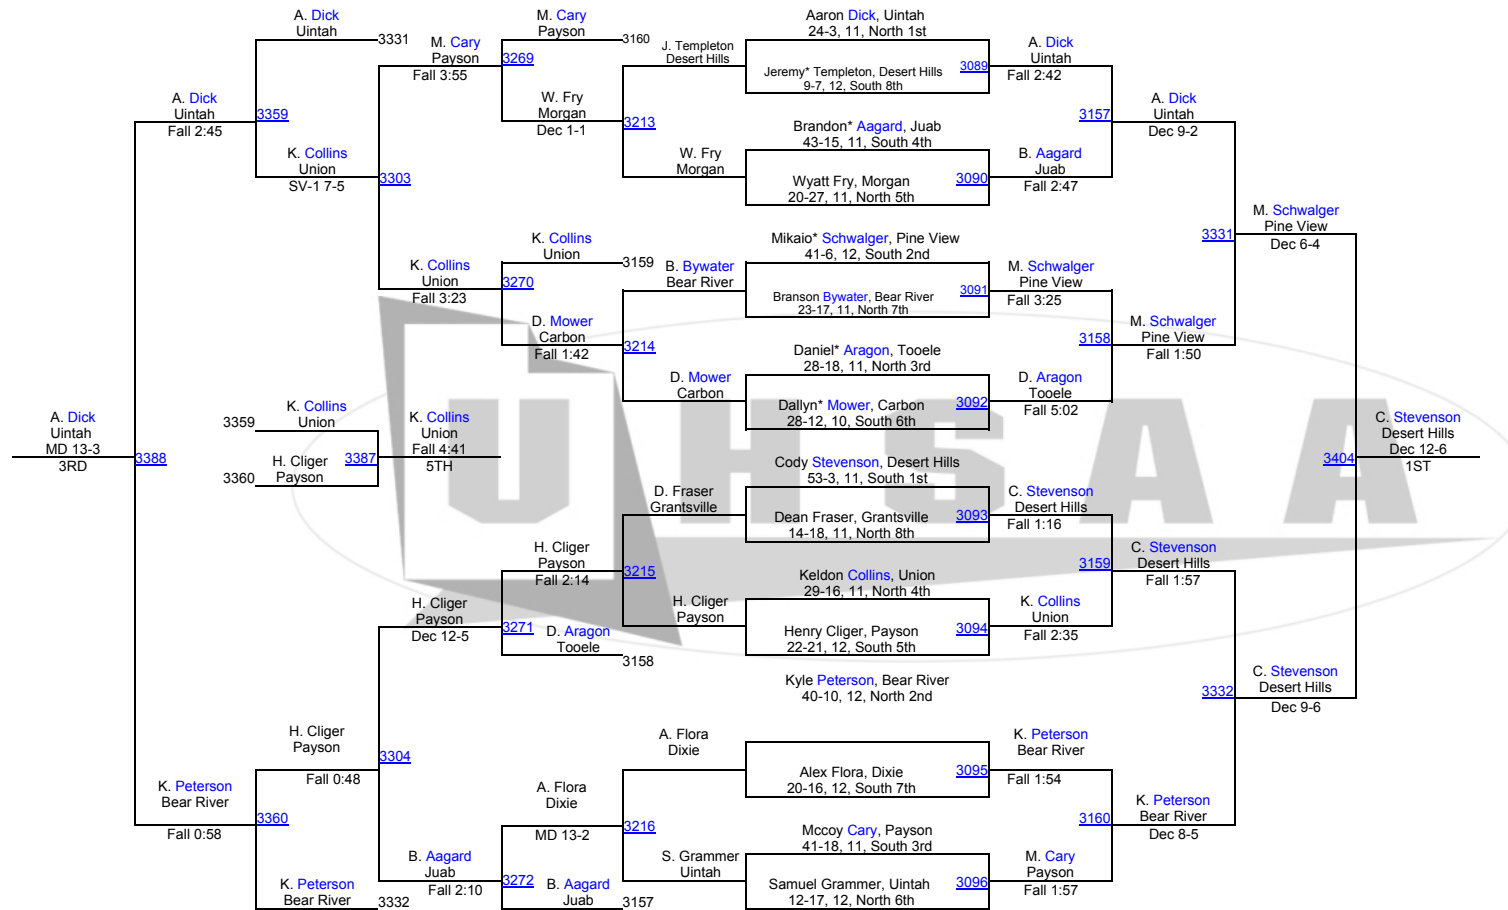 A. Dick
Uintah
3331
K. Collins
Union
SV-1 7-5
A. Dick
Uintah
Fall 2:45
3359
M. Cary
Payson
Fall 3:55
3303
K. Collins
Union
Fall 3:23
M. Cary
Payson
3160
3269
W. Fry
Morgan
Dec 1-1
K. Collins
Union
3159
3270
D. Mower
Carbon
Fall 1:42
J. Templeton
Desert Hills
3213
W. Fry
Morgan
B. Bywater
Bear River
3214
D. Mower
Carbon
Aaron Dick, Uintah
24-3, 11, North 1st
Jeremy* Templeton, Desert Hills
9-7, 12, South 8th
3089
Brandon* Aagard, Juab
43-15, 11, South 4th
Wyatt Fry, Morgan
20-27, 11, North 5th
3090
Mikaio* Schwalger, Pine View
41-6, 12, South 2nd
Branson Bywater, Bear River
23-17, 11, North 7th
3091
Daniel* Aragon, Tooele
28-18, 11, North 3rd
Dallyn* Mower, Carbon
28-12, 10, South 6th
3092
Cody Stevenson, Desert Hills
53-3, 11, South 1st
Dean Fraser, Grantsville
14-18, 11, North 8th
3093
Keldon Collins, Union
29-16, 11, North 4th
Henry Cliger, Payson
22-21, 12, South 5th
3094
Kyle Peterson, Bear River
40-10, 12, North 2nd
Alex Flora, Dixie
20-16, 12, South 7th
3095
Mccoy Cary, Payson
41-18, 11, South 3rd
Samuel Grammer, Uintah
12-17, 12, North 6th
3096
A. Dick
Uintah
Fall 2:42
3157
B. Aagard
Juab
Fall 2:47
M. Schwalger
Pine View
Fall 3:25
3158
D. Aragon
Tooele
Fall 5:02
C. Stevenson
Desert Hills
Fall 1:16
3159
K. Collins
Union
Fall 2:35
K. Peterson
Bear River
Fall 1:54
3160
M. Cary
Payson
Fall 1:57
A. Dick
Uintah
Dec 9-2
3331
M. Schwalger
Pine View
Fall 1:50
C. Stevenson
Desert Hills
Fall 1:57
3332
K. Peterson
Bear River
Dec 8-5
M. Schwalger
Pine View
Dec 6-4
3404
C. Stevenson
Desert Hills
Dec 9-6
C. Stevenson
Desert Hills
Dec 12-6
1ST
A. Dick
Uintah
MD 13-3
3RD
3388
3359
K. Collins
Union
3360
H. Cliger
Payson
3387
K. Collins
Union
Fall 4:41
5TH
UHSAA
D. Fraser
Grantsville
3215
H. Cliger
Payson
H. Cliger
Payson
Fall 2:14
3271
D. Aragon
Tooele
3158
H. Cliger
Payson
Dec 12-5
3304
H. Cliger
Payson
Fall 0:48
K. Peterson
Bear River
Fall 0:58
3360
K. Peterson
Bear River
3332
B. Aagard
Juab
Fall 2:10
A. Flora
Dixie
MD 13-2
3272
B. Aagard
Juab
3157
A. Flora
Dixie
3216
S. Grammer
Uintah